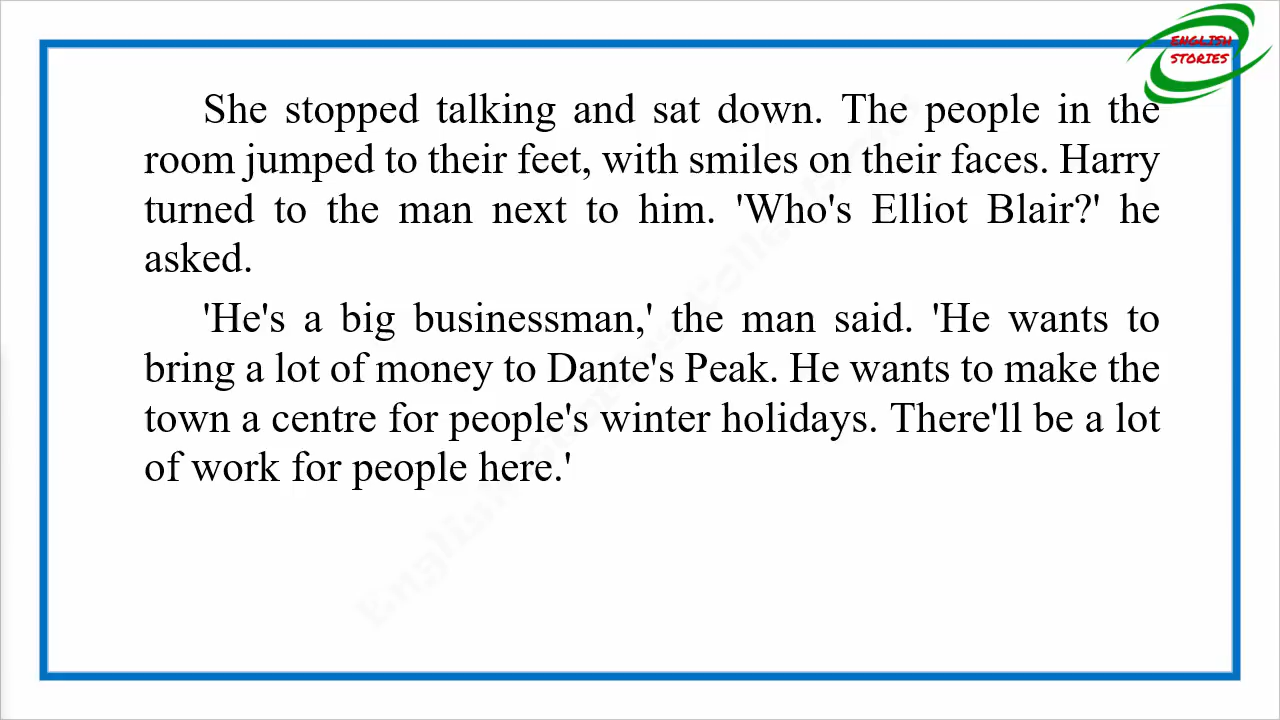 ENGLISH
STORIES
She stopped talking and sat down. The people in the
room jumped to their feet, with smiles on their faces. Harry
turned to the man next to him. 'Who's Elliot Blair?' he
asked.
'He's a big businessman,' the man said. 'He wants to
bring a lot of money to Dante's Peak. He wants to make the
town a centre for people's winter holidays. There'll be a lot
of work for people here.'